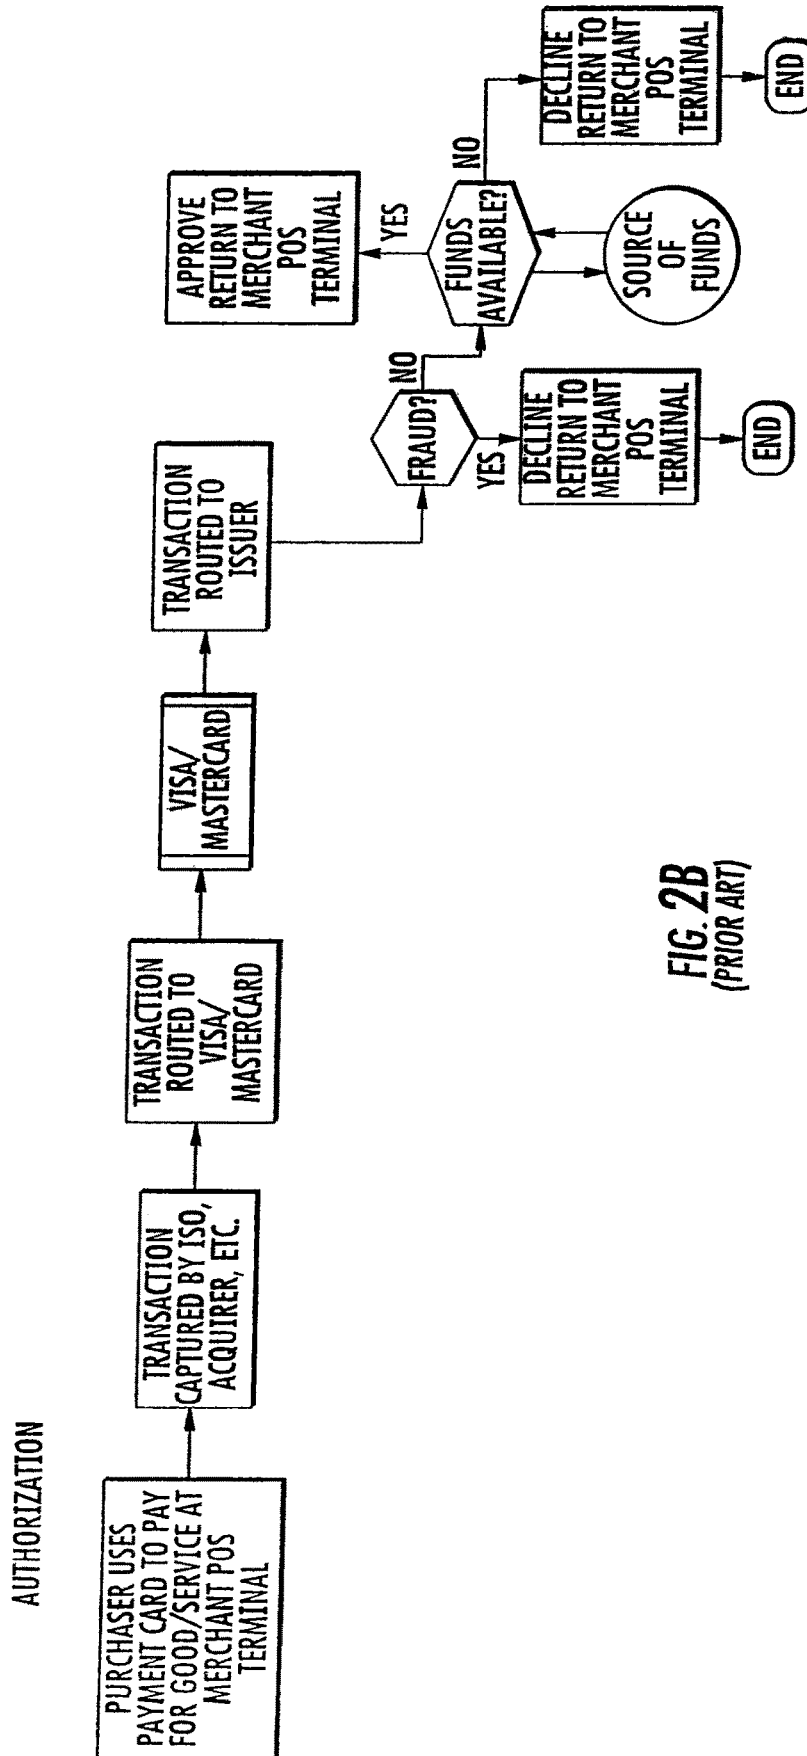 AUTHORIZATION
PURCHASER USES
PAYMENT CARD TO PAY
FOR GOOD/SERVICE AT
MERCHANT POS
TERMINAL
TRANSACTION
CAPTURED BY ISO,
ACQUIRER, ETC.
TRANSACTION
ROUTED TO
VISA/
MASTERCARD
VISA/
MASTERCARD
TRANSACTION
ROUTED TO
ISSUER
FRAUD?
NO
YES
DECLINE
RETURN TO
MERCHANT
POS
TERMINAL
END
FUNDS
AVAILABLE?
YES
APPROVE
RETURN TO
MERCHANT
POS
TERMINAL
NO
SOURCE
OF
FUNDS
DECLINE
RETURN TO
MERCHANT
POS
TERMINAL
END
FIG. 2B
(PRIOR ART)